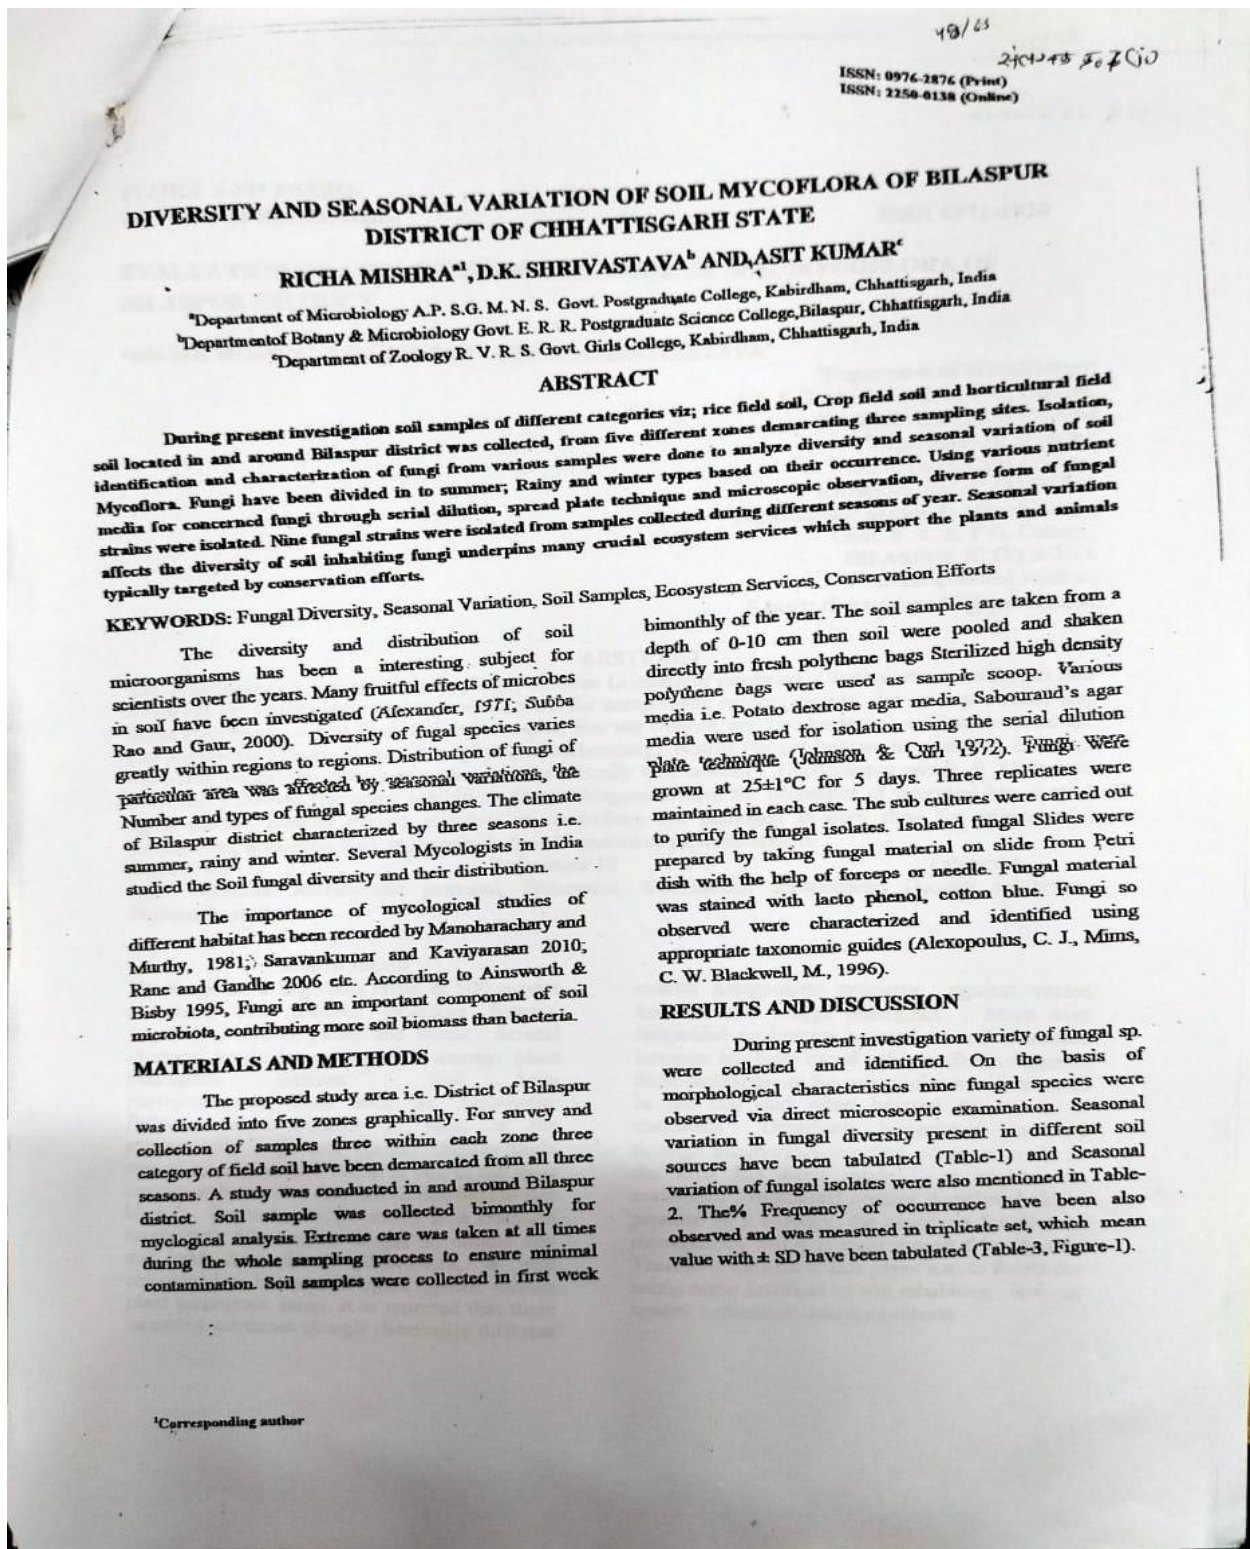 48/63
ISSN: 0976-2876 (Print)
ISSN: 2250-0138 (Online)
DIVERSITY AND SEASONAL VARIATION OF SOIL MYCOFLORA OF BILASPUR
DISTRICT OF CHHATTISGARH STATE
RICHA MISHRAᵃ¹, D.K. SHRIVASTAVAᵇ AND ASIT KUMARᶜ
ᵃDepartment of Microbiology A.P. S.G. M. N. S. Govt. Postgraduate College, Kabirdham, Chhattisgarh, India
ᵇDepartmentof Botany & Microbiology Govt. E. R. R. Postgraduate Science College,Bilaspur, Chhattisgarh, India
ᶜDepartment of Zoology R. V. R. S. Govt. Girls College, Kabirdham, Chhattisgarh, India
ABSTRACT
During present investigation soil samples of different categories viz; rice field soil, Crop field soil and horticultural field
soil located in and around Bilaspur district was collected, from five different zones demarcating three sampling sites. Isolation,
identification and characterization of fungi from various samples were done to analyze diversity and seasonal variation of soil
Mycoflora. Fungi have been divided in to summer; Rainy and winter types based on their occurrence. Using various nutrient
media for concerned fungi through serial dilution, spread plate technique and microscopic observation, diverse form of fungal
strains were isolated. Nine fungal strains were isolated from samples collected during different seasons of year. Seasonal variation
affects the diversity of soil inhabiting fungi underpins many crucial ecosystem services which support the plants and animals
typically targeted by conservation efforts.
KEYWORDS: Fungal Diversity, Seasonal Variation, Soil Samples, Ecosystem Services, Conservation Efforts
The diversity and distribution of soil
microorganisms has been a interesting subject for
scientists over the years. Many fruitful effects of microbes
in soil have been investigated (Alexander, 1971; Subba
Rao and Gaur, 2000). Diversity of fugal species varies
greatly within regions to regions. Distribution of fungi of
particular area was affected by seasonal variations, the
Number and types of fungal species changes. The climate
of Bilaspur district characterized by three seasons i.e.
summer, rainy and winter. Several Mycologists in India
studied the Soil fungal diversity and their distribution.
The importance of mycological studies of
different habitat has been recorded by Manoharachary and
Murthy, 1981; Saravankumar and Kaviyarasan 2010;
Rane and Gandhe 2006 etc. According to Ainsworth &
Bisby 1995, Fungi are an important component of soil
microbiota, contributing more soil biomass than bacteria.
MATERIALS AND METHODS
The proposed study area i.e. District of Bilaspur
was divided into five zones graphically. For survey and
collection of samples three within each zone three
category of field soil have been demarcated from all three
seasons. A study was conducted in and around Bilaspur
district. Soil sample was collected bimonthly for
myclogical analysis. Extreme care was taken at all times
during the whole sampling process to ensure minimal
contamination. Soil samples were collected in first week
bimonthly of the year. The soil samples are taken from a
depth of 0-10 cm then soil were pooled and shaken
directly into fresh polythene bags Sterilized high density
polythene bags were used as sample scoop. Various
media i.e. Potato dextrose agar media, Sabouraud's agar
media were used for isolation using the serial dilution
plate technique (Johnson & Curl 1972). Fungi Were
grown at 25±1°C for 5 days. Three replicates were
maintained in each case. The sub cultures were carried out
to purify the fungal isolates. Isolated fungal Slides were
prepared by taking fungal material on slide from Petri
dish with the help of forceps or needle. Fungal material
was stained with lacto phenol, cotton blue. Fungi so
observed were characterized and identified using
appropriate taxonomic guides (Alexopoulus, C. J., Mims,
C. W. Blackwell, M., 1996).
RESULTS AND DISCUSSION
During present investigation variety of fungal sp.
were collected and identified. On the basis of
morphological characteristics nine fungal species were
observed via direct microscopic examination. Seasonal
variation in fungal diversity present in different soil
sources have been tabulated (Table-1) and Seasonal
variation of fungal isolates were also mentioned in Table-
2. The% Frequency of occurrence have been also
observed and was measured in triplicate set, which mean
value with ± SD have been tabulated (Table-3, Figure-1).
¹Corresponding author